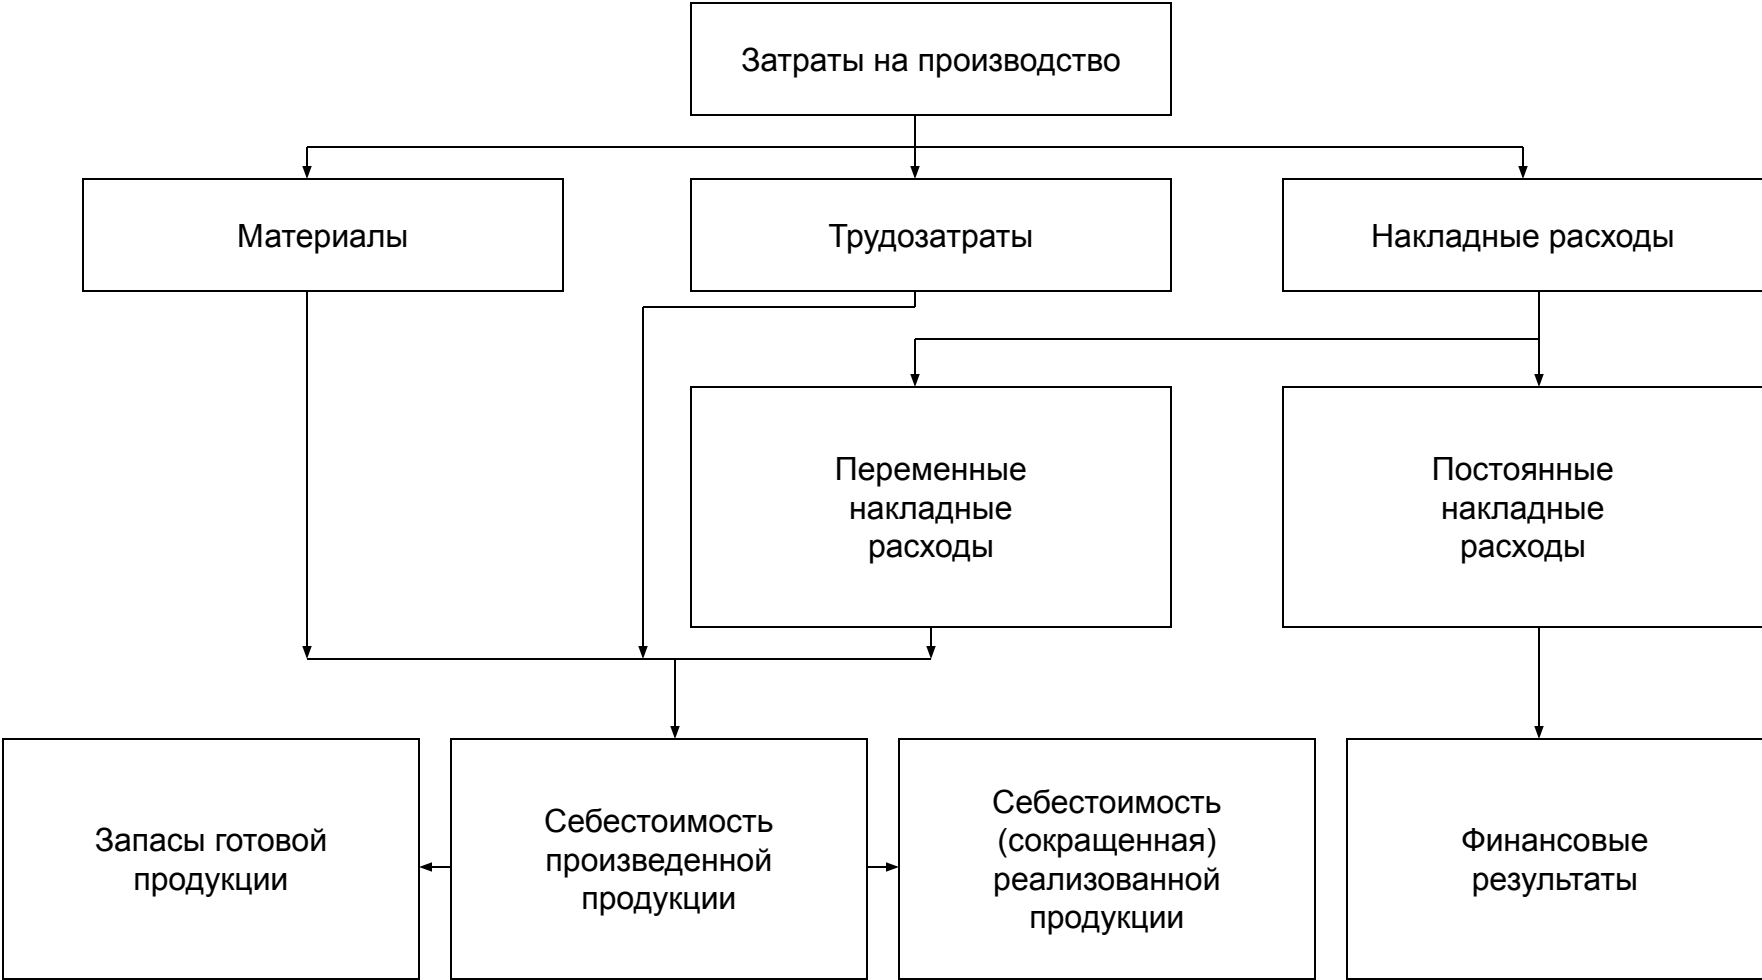 Затраты на производство
Материалы
Трудозатраты
Накладные расходы
Переменные
накладные
расходы
Постоянные
накладные
расходы
Запасы готовой
продукции
Себестоимость
произведенной
продукции
Себестоимость
(сокращенная)
реализованной
продукции
Финансовые
результаты